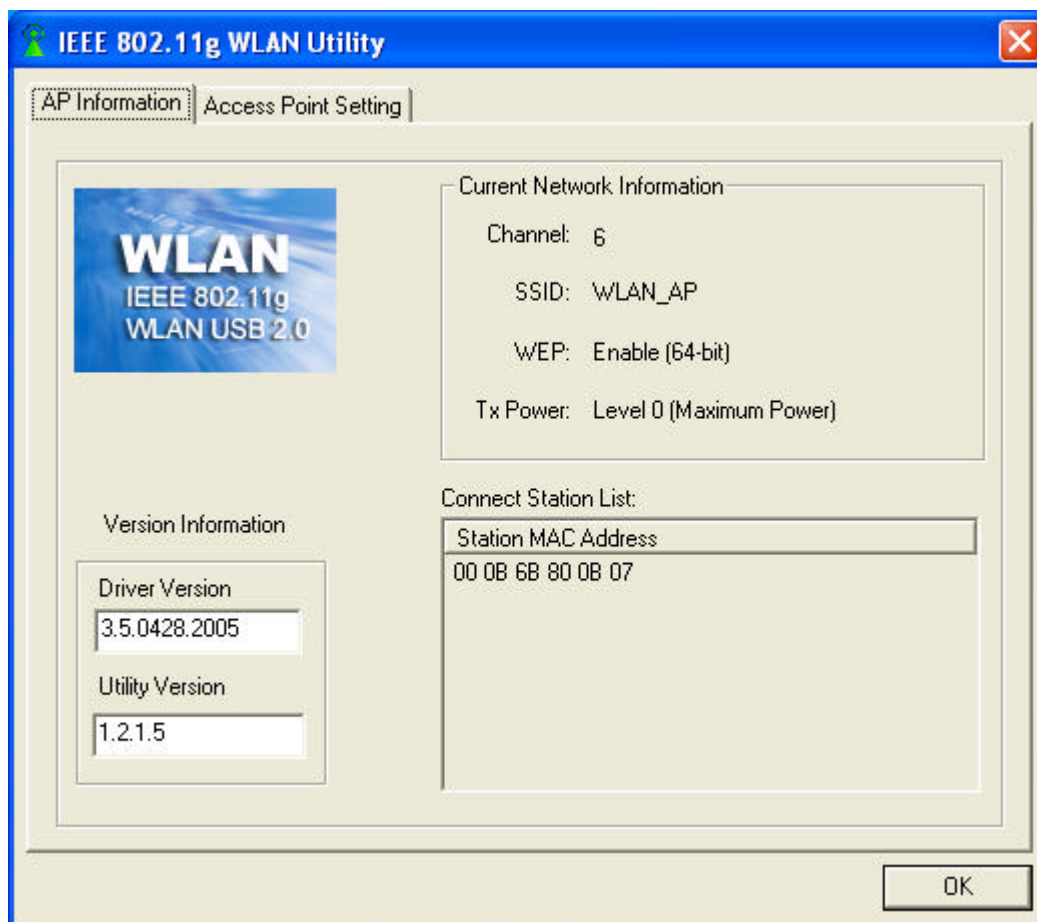 IEEE 802.11g WLAN Utility
AP Information
Access Point Setting
WLAN
IEEE 802.11g
WLAN USB 2.0
Current Network Information
Channel: 6
SSID: WLAN_AP
WEP: Enable (64-bit)
Tx Power: Level 0 (Maximum Power)
Version Information
Driver Version
3.5.0428.2005
Utility Version
1.2.1.5
Connect Station List:
Station MAC Address
00 0B 6B 80 0B 07
OK